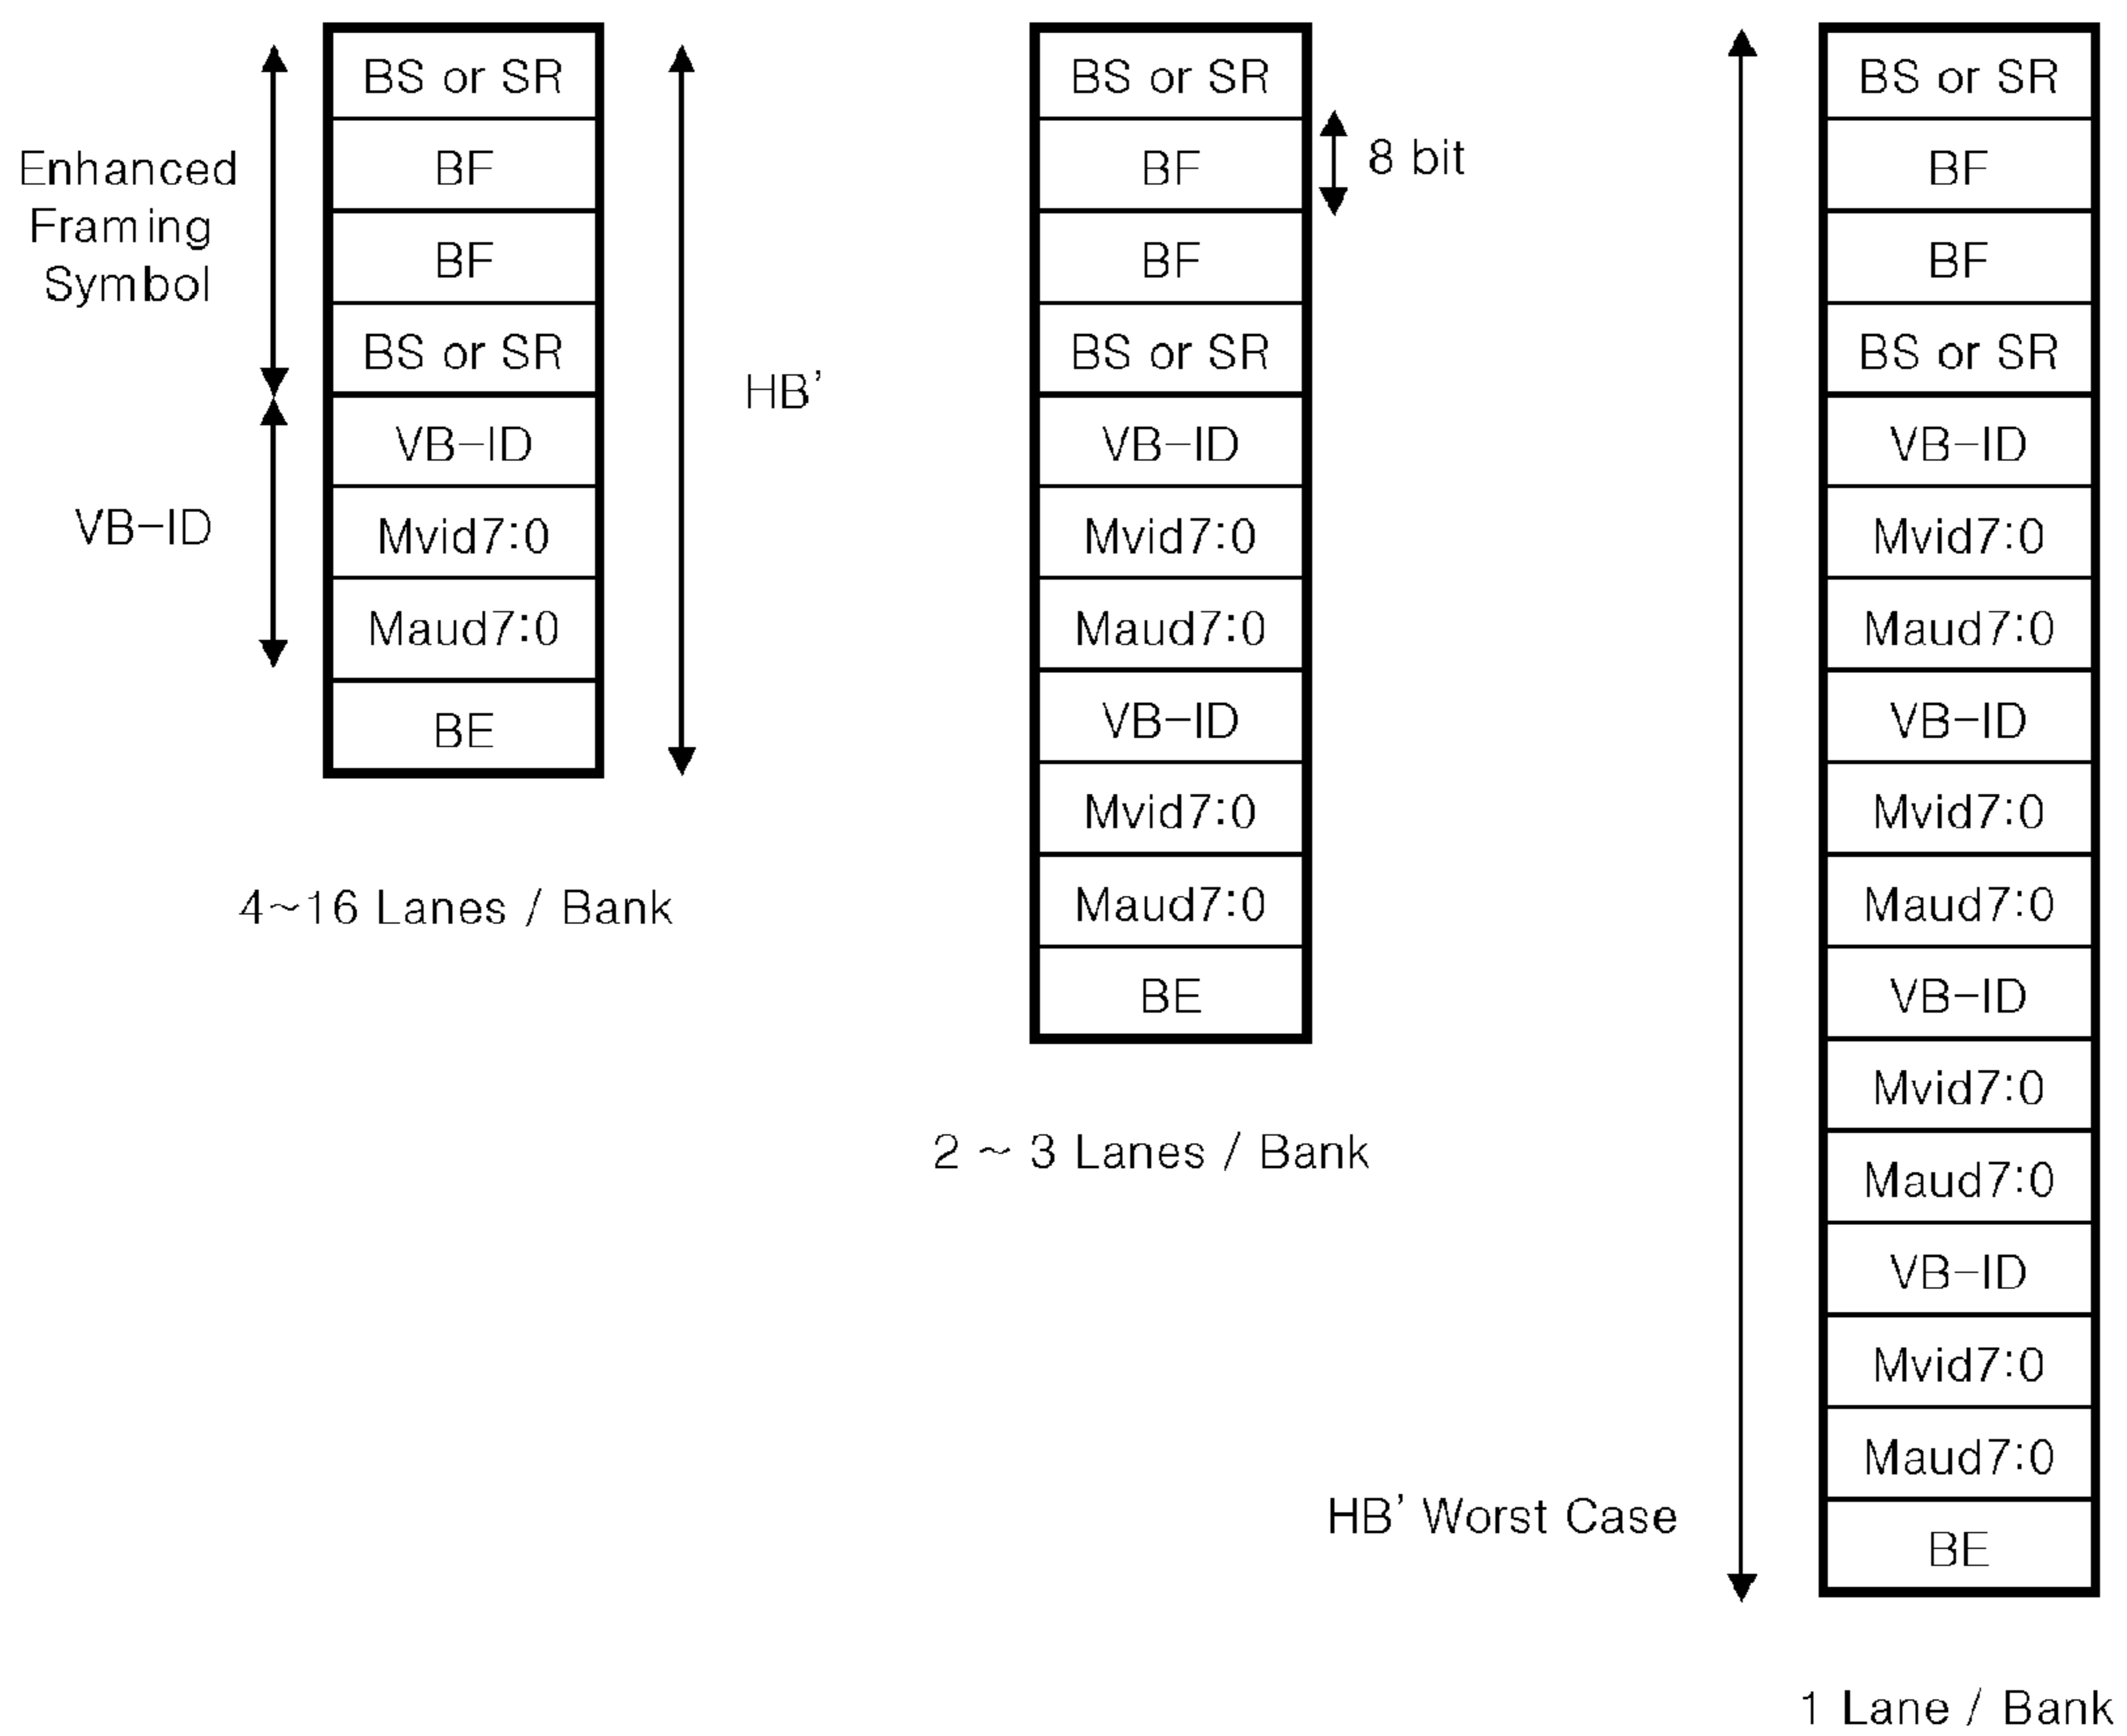 Enhanced
Framing
Symbol
VB-ID
BS or SR
BF
BF
BS or SR
VB-ID
Mvid7:0
Maud7:0
BE
HB'
4~16 Lanes / Bank
BS or SR
BF
BF
BS or SR
VB-ID
Mvid7:0
Maud7:0
VB-ID
Mvid7:0
Maud7:0
BE
8 bit
2 ~ 3 Lanes / Bank
HB' Worst Case
BS or SR
BF
BF
BS or SR
VB-ID
Mvid7:0
Maud7:0
VB-ID
Mvid7:0
Maud7:0
VB-ID
Mvid7:0
Maud7:0
VB-ID
Mvid7:0
Maud7:0
BE
1 Lane / Bank